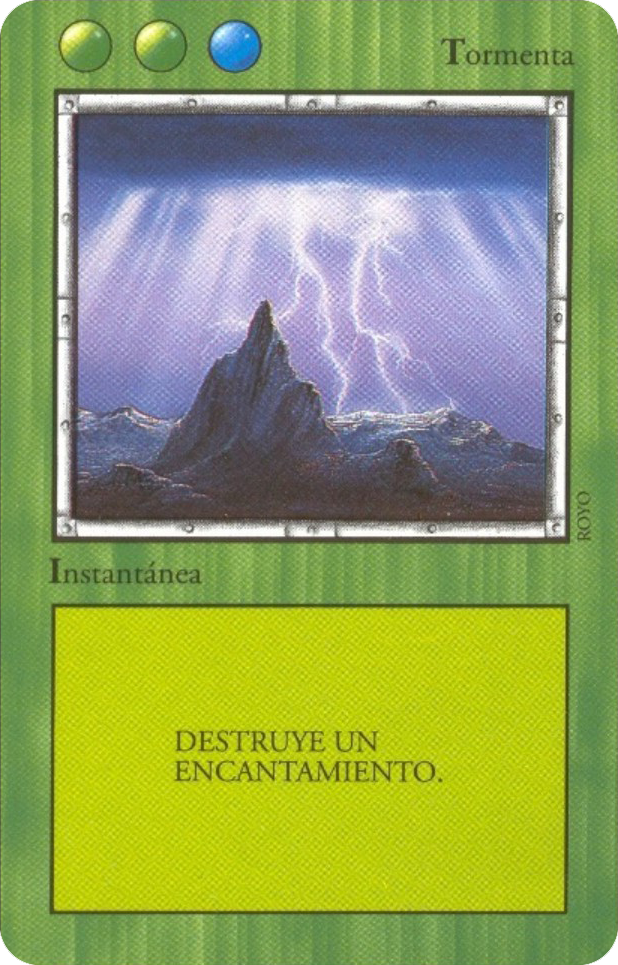 Tormenta
ROYO
Instantánea
DESTRUYE UN
ENCANTAMIENTO.